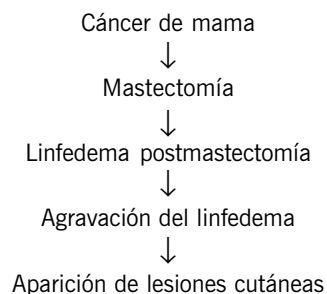 Cáncer de mama
↓
Mastectomía
↓
Linfedema postmastectomía
↓
Agravación del linfedema
↓
Aparición de lesiones cutáneas